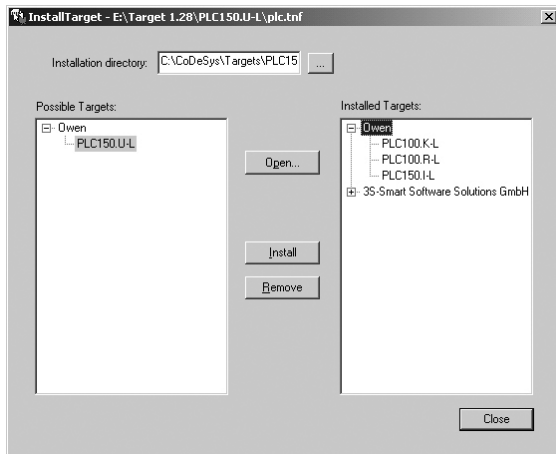 InstallTarget - E:\Target 1.28\PLC150.U-L\plc.tnf
Installation directory: C:\CoDeSys\Targets\PLC15 ...
Possible Targets:
Owen
PLC150.U-L
Open...
Install
Remove
Installed Targets:
Owen
PLC100.K-L
PLC100.R-L
PLC150.I-L
3S-Smart Software Solutions GmbH
Close